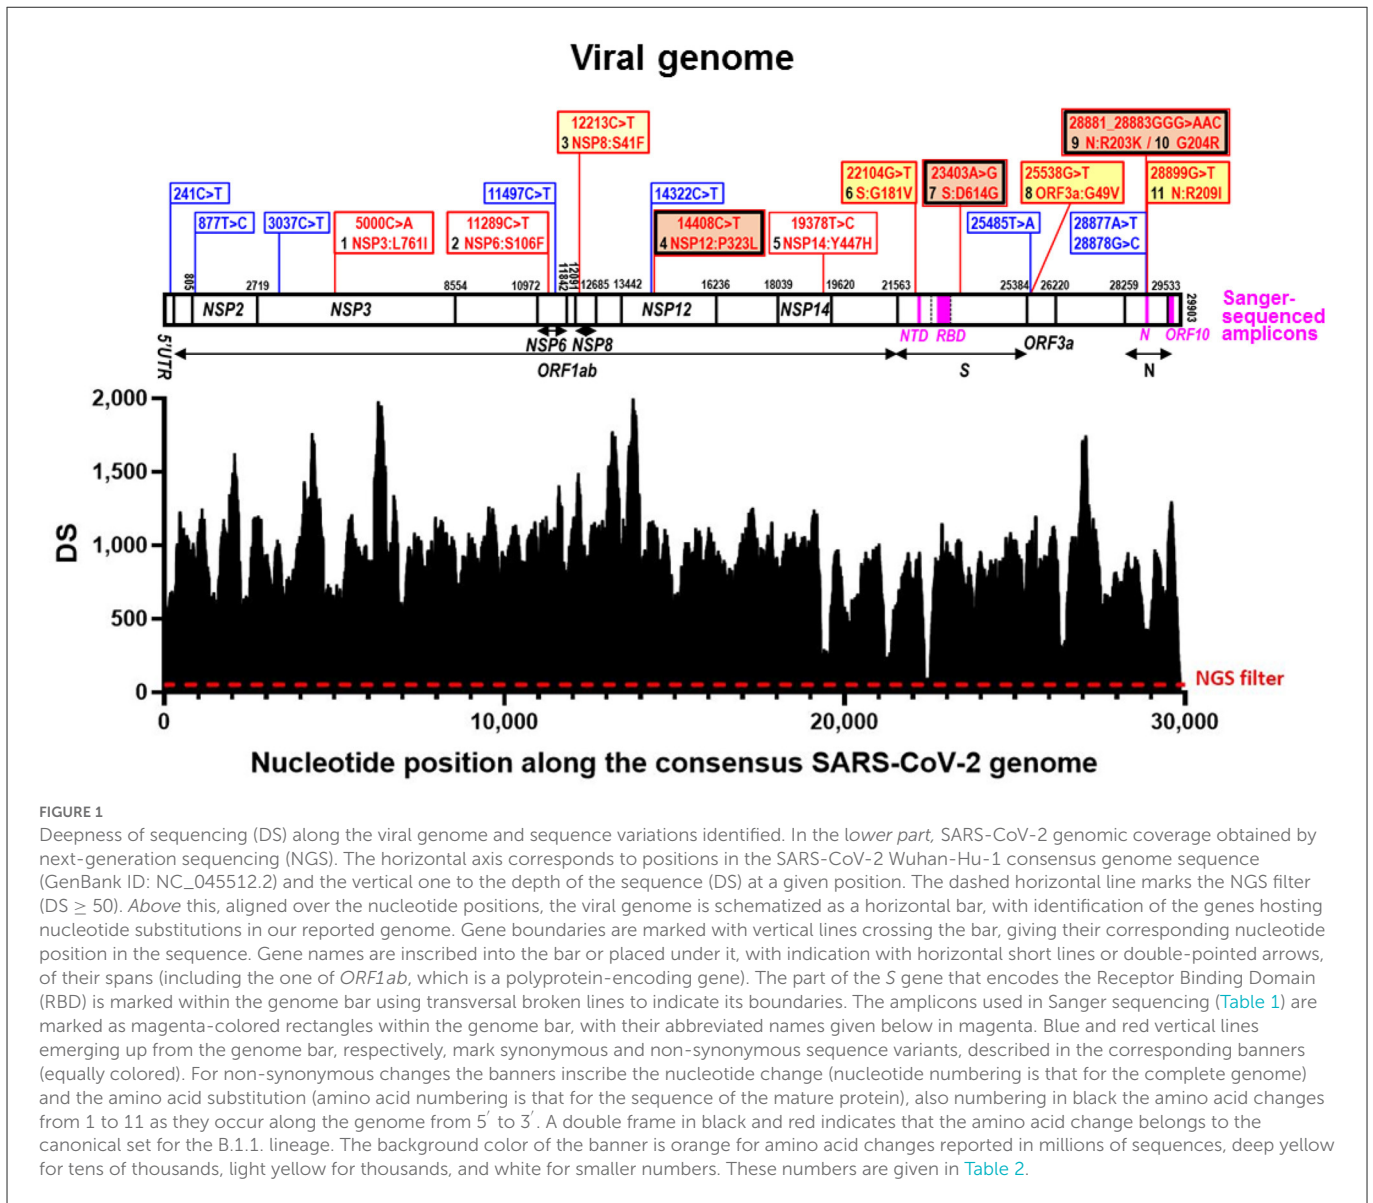 Viral genome
12213C>T
3 NSP8:S41F
28881_28883GGG>AAC
9 N:R203K / 10 G204R
241C>T
11497C>T
14322C>T
22104G>T
6 S:G181V
23403A>G
7 S:D614G
25538G>T
8 ORF3a:G49V
28899G>T
11 N:R209I
877T>C
3037C>T
5000C>A
1 NSP3:L761I
11289C>T
2 NSP6:S106F
14408C>T
4 NSP12:P323L
19378T>C
5 NSP14:Y447H
25485T>A
28877A>T
28878G>C
805 2719 8554 10972 11842 12091 12685 13442 16236 18039 19620 21563 25384 26220 28259 29533 29903
NSP2 NSP3 NSP12 NSP14
Sanger-
sequenced
amplicons
5'UTR NSP6 NSP8 NTD RBD ORF3a N ORF10
ORF1ab S N
2,000
1,500
1,000
500
0
DS
NGS filter
0 10,000 20,000 30,000
Nucleotide position along the consensus SARS-CoV-2 genome
FIGURE 1
Deepness of sequencing (DS) along the viral genome and sequence variations identified. In the lower part, SARS-CoV-2 genomic coverage obtained by
next-generation sequencing (NGS). The horizontal axis corresponds to positions in the SARS-CoV-2 Wuhan-Hu-1 consensus genome sequence
(GenBank ID: NC_045512.2) and the vertical one to the depth of the sequence (DS) at a given position. The dashed horizontal line marks the NGS filter
(DS ≥ 50). Above this, aligned over the nucleotide positions, the viral genome is schematized as a horizontal bar, with identification of the genes hosting
nucleotide substitutions in our reported genome. Gene boundaries are marked with vertical lines crossing the bar, giving their corresponding nucleotide
position in the sequence. Gene names are inscribed into the bar or placed under it, with indication with horizontal short lines or double-pointed arrows,
of their spans (including the one of ORF1ab, which is a polyprotein-encoding gene). The part of the S gene that encodes the Receptor Binding Domain
(RBD) is marked within the genome bar using transversal broken lines to indicate its boundaries. The amplicons used in Sanger sequencing (Table 1) are
marked as magenta-colored rectangles within the genome bar, with their abbreviated names given below in magenta. Blue and red vertical lines
emerging up from the genome bar, respectively, mark synonymous and non-synonymous sequence variants, described in the corresponding banners
(equally colored). For non-synonymous changes the banners inscribe the nucleotide change (nucleotide numbering is that for the complete genome)
and the amino acid substitution (amino acid numbering is that for the sequence of the mature protein), also numbering in black the amino acid changes
from 1 to 11 as they occur along the genome from 5′ to 3′. A double frame in black and red indicates that the amino acid change belongs to the
canonical set for the B.1.1. lineage. The background color of the banner is orange for amino acid changes reported in millions of sequences, deep yellow
for tens of thousands, light yellow for thousands, and white for smaller numbers. These numbers are given in Table 2.